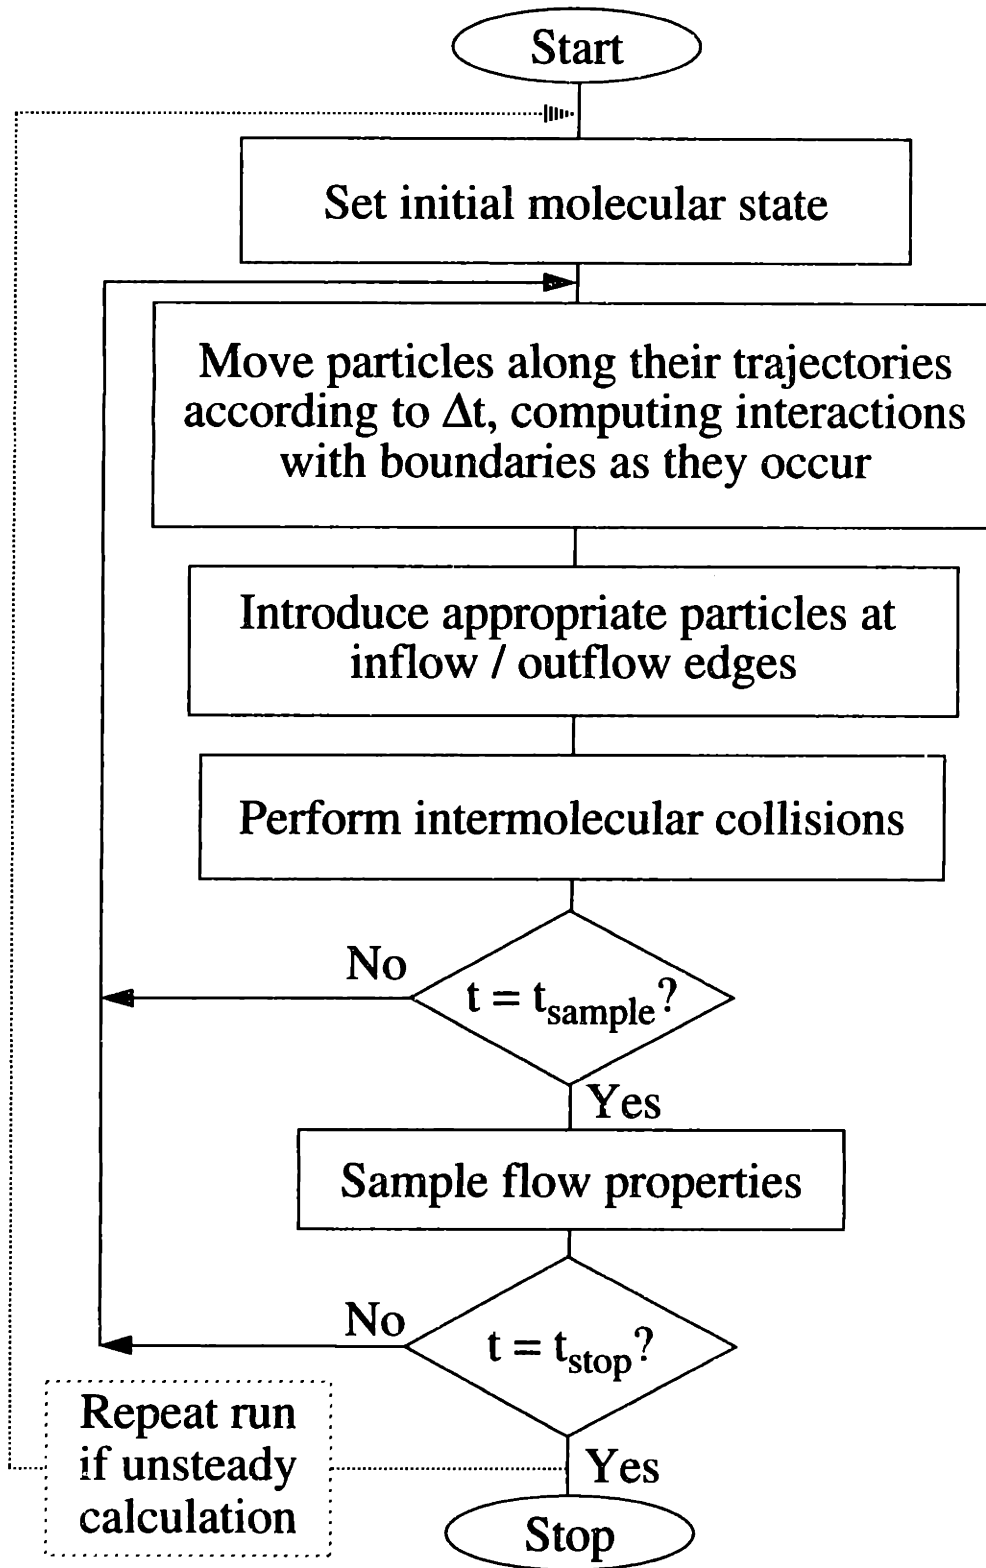 Start
Set initial molecular state
Move particles along their trajectories
according to Δt, computing interactions
with boundaries as they occur
Introduce appropriate particles at
inflow / outflow edges
Perform intermolecular collisions
No
t = tsample?
Yes
Sample flow properties
No
t = tstop?
Repeat run
if unsteady
calculation
Yes
Stop